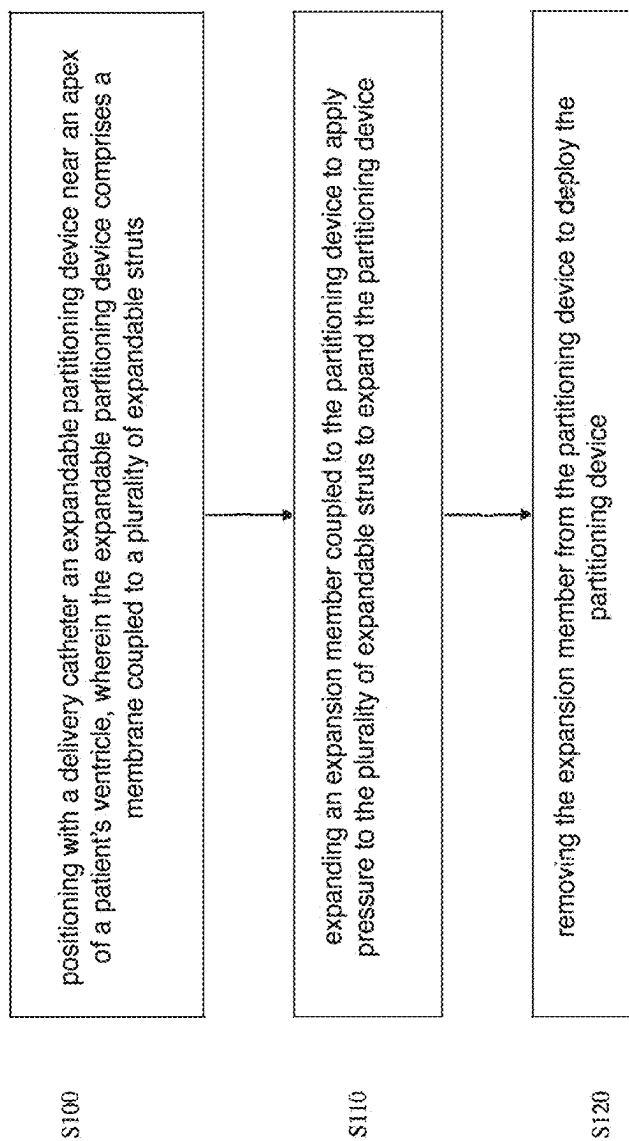 S100
positioning with a delivery catheter an expandable partitioning device near an apex
of a patient's ventricle, wherein the expandable partitioning device comprises a
membrane coupled to a plurality of expandable struts
S110
expanding an expansion member coupled to the partitioning device to apply
pressure to the plurality of expandable struts to expand the partitioning device
S120
removing the expansion member from the partitioning device to deploy the
partitioning device